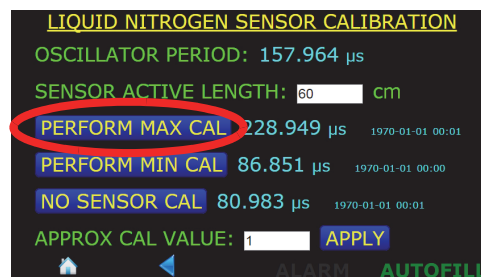 LIQUID NITROGEN SENSOR CALIBRATION
OSCILLATOR PERIOD: 157.964 µs
SENSOR ACTIVE LENGTH: 60 cm
PERFORM MAX CAL 228.949 µs 1970-01-01 00:01
PERFORM MIN CAL 86.851 µs 1970-01-01 00:00
NO SENSOR CAL 80.983 µs 1970-01-01 00:01
APPROX CAL VALUE: 1 APPLY
ALARM AUTOFILL